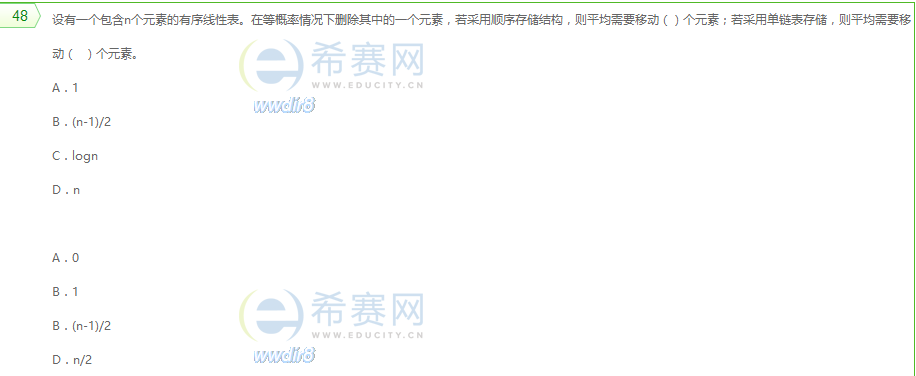 48
设有一个包含n个元素的有序线性表。在等概率情况下删除其中的一个元素，若采用顺序存储结构，则平均需要移动（ ）个元素；若采用单链表存储，则平均需要移
动（　）个元素。
希赛网
WWW.EDUCITY.CN
wwdir8
A．1
B．(n-1)/2
C．logn
D．n
A．0
B．1
希赛网
WWW.EDUCITY.CN
wwdir8
B．(n-1)/2
D．n/2